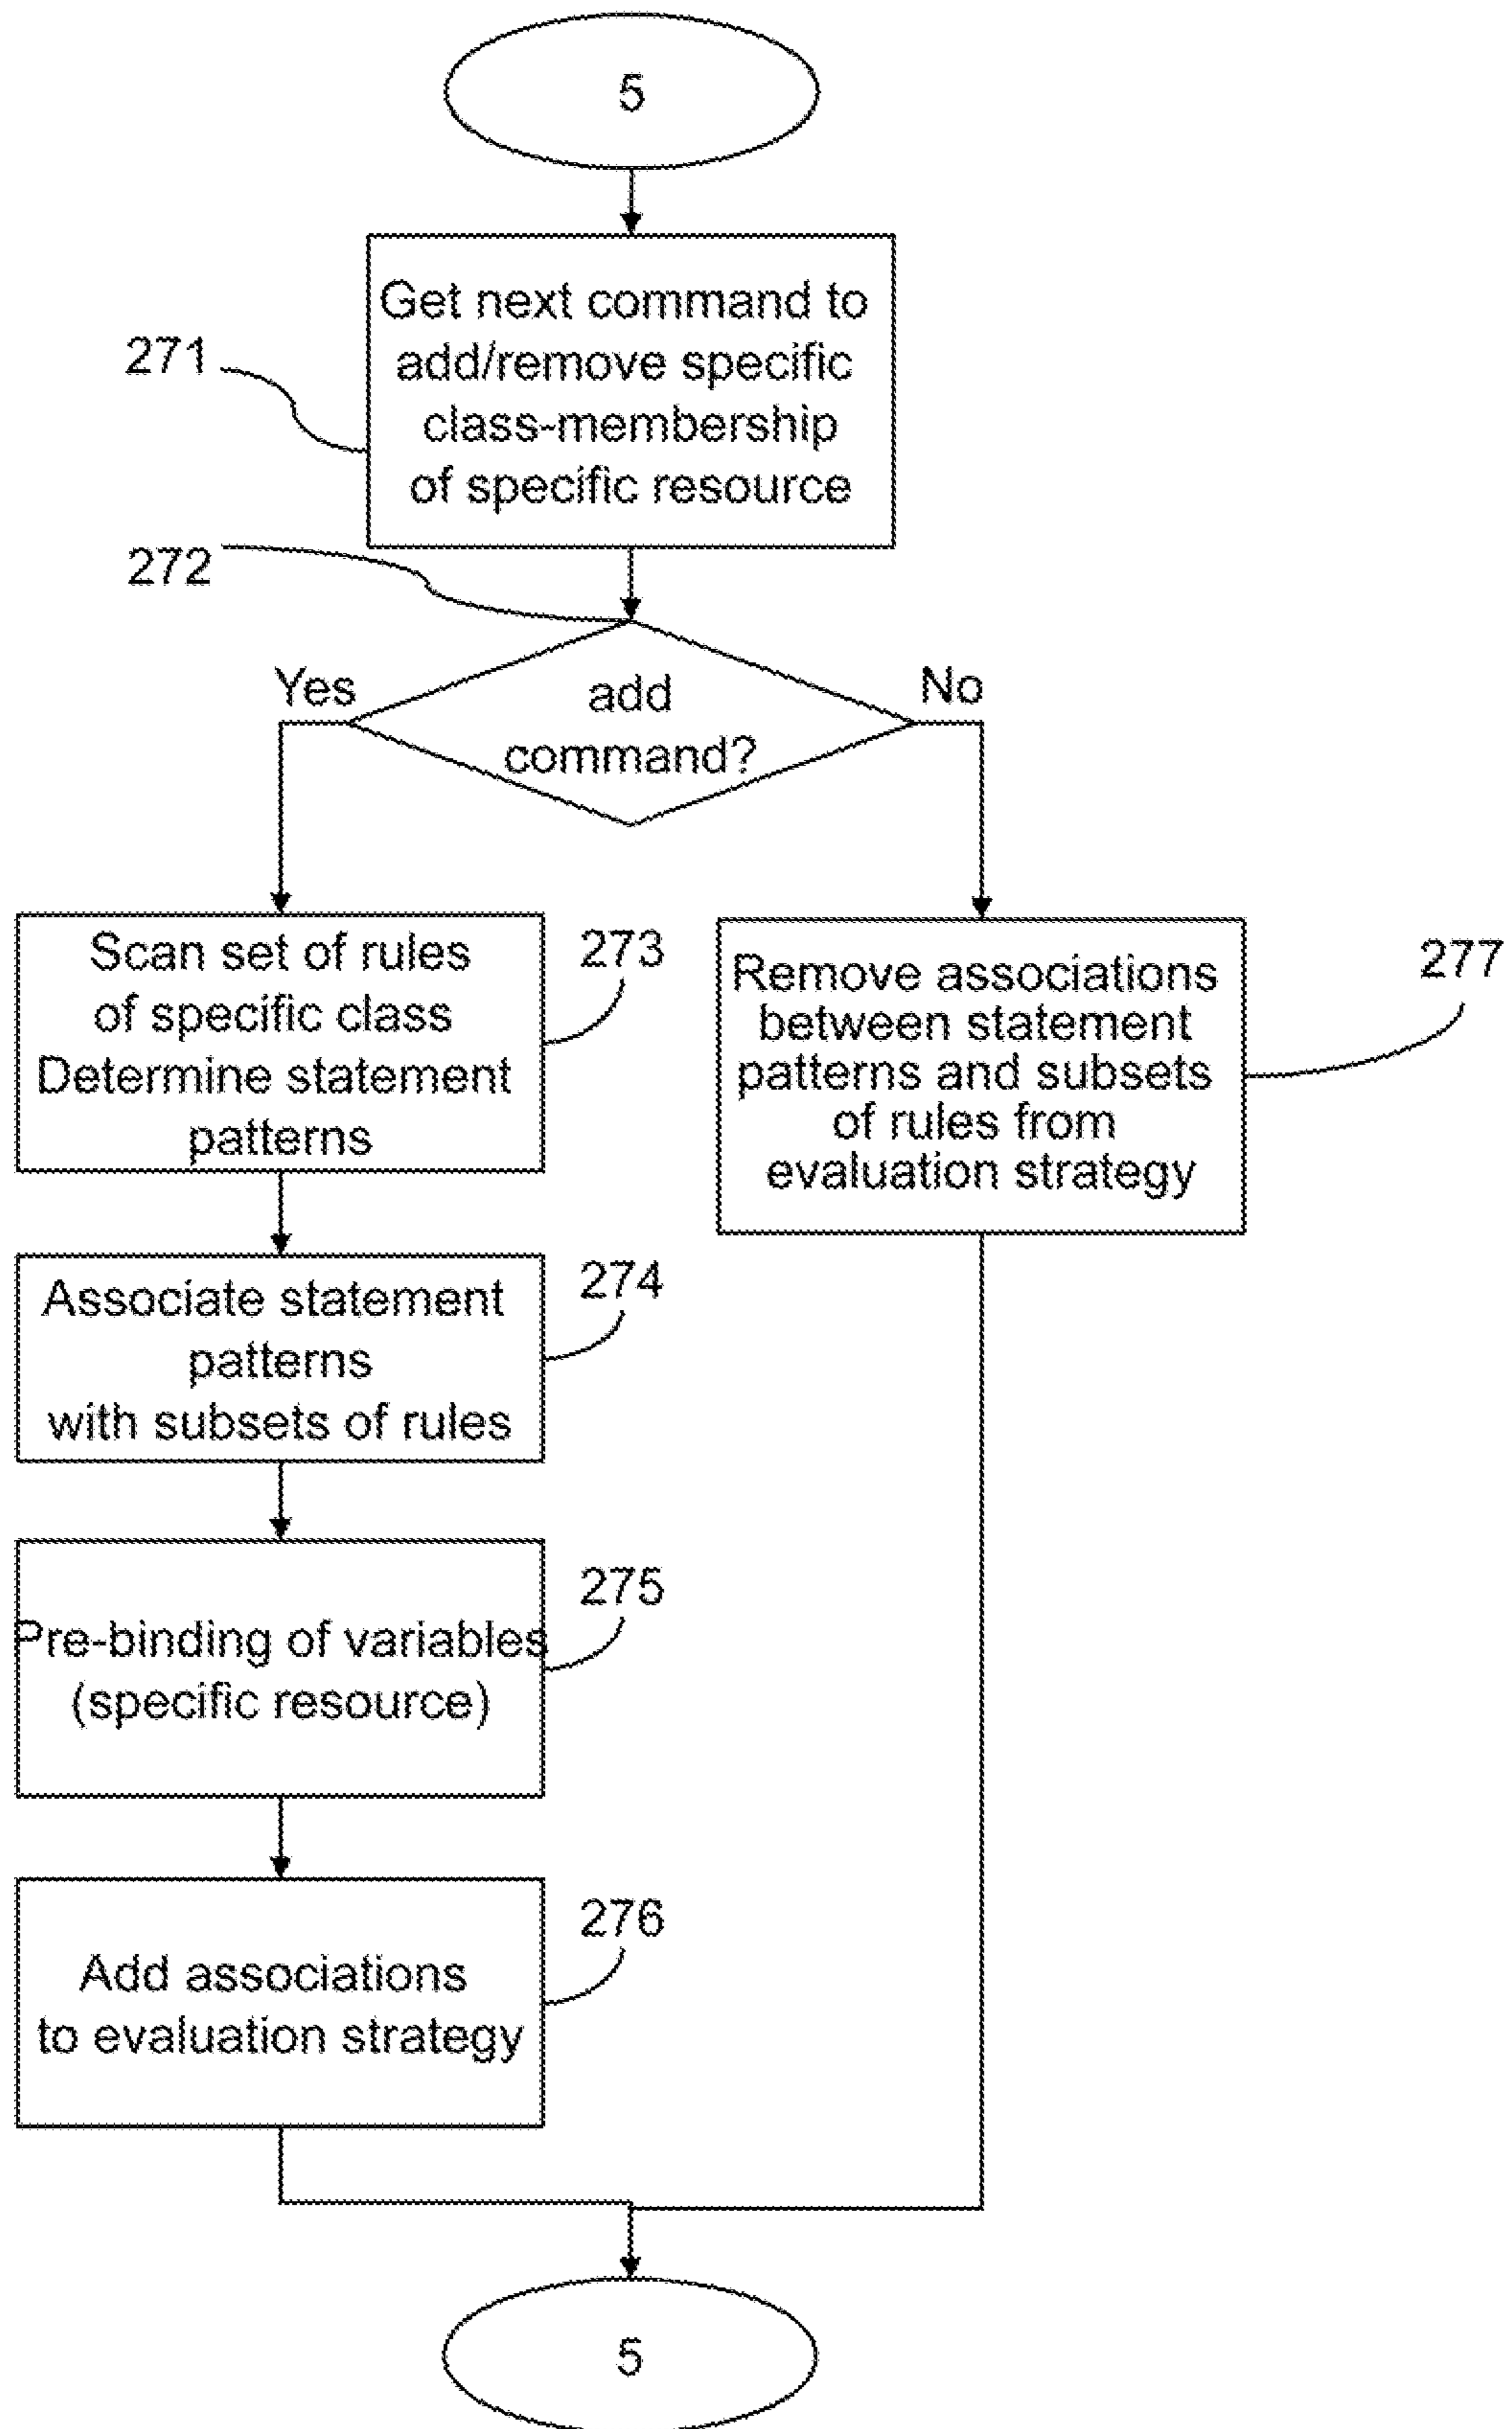 5
Get next command to
add/remove specific
class-membership
of specific resource
271
272
add
command?
Yes
No
Scan set of rules
of specific class
Determine statement
patterns
273
Remove associations
between statement
patterns and subsets
of rules from
evaluation strategy
277
Associate statement
patterns
with subsets of rules
274
Pre-binding of variables
(specific resource)
275
Add associations
to evaluation strategy
276
5